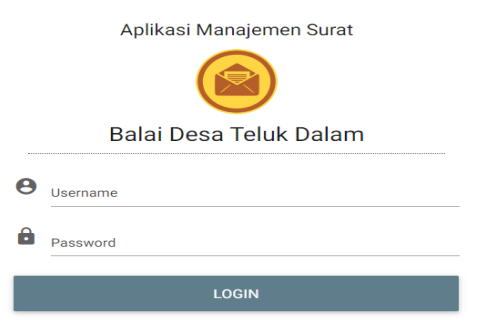 Aplikasi Manajemen Surat
Balai Desa Teluk Dalam
Username
Password
LOGIN